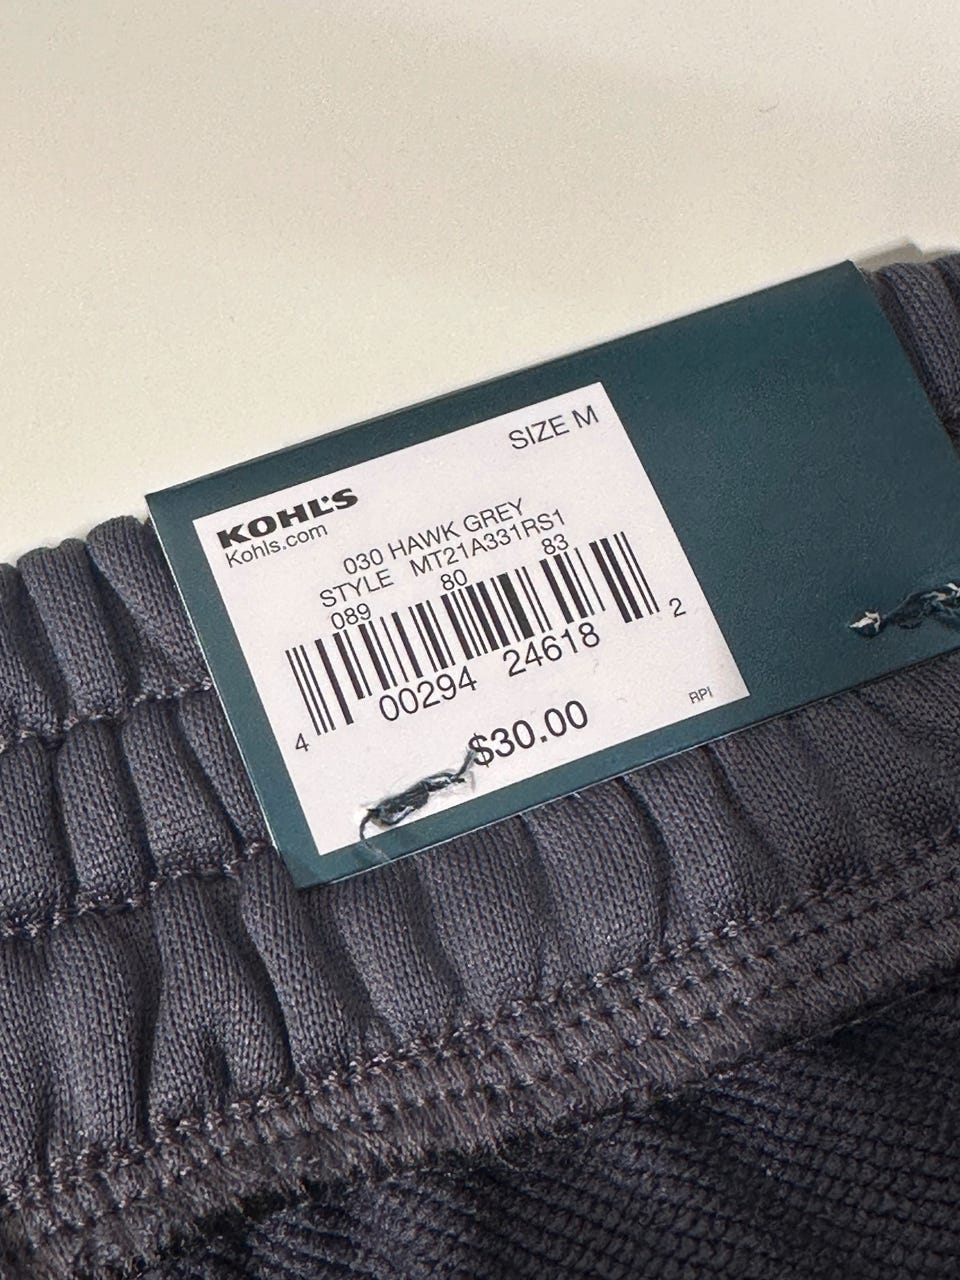 SIZE M
KOHL'S
Kohls.com
030 HAWK GREY
STYLE MT21A331RS1
089 80 83
4 00294 24618 2
$30.00
RPI